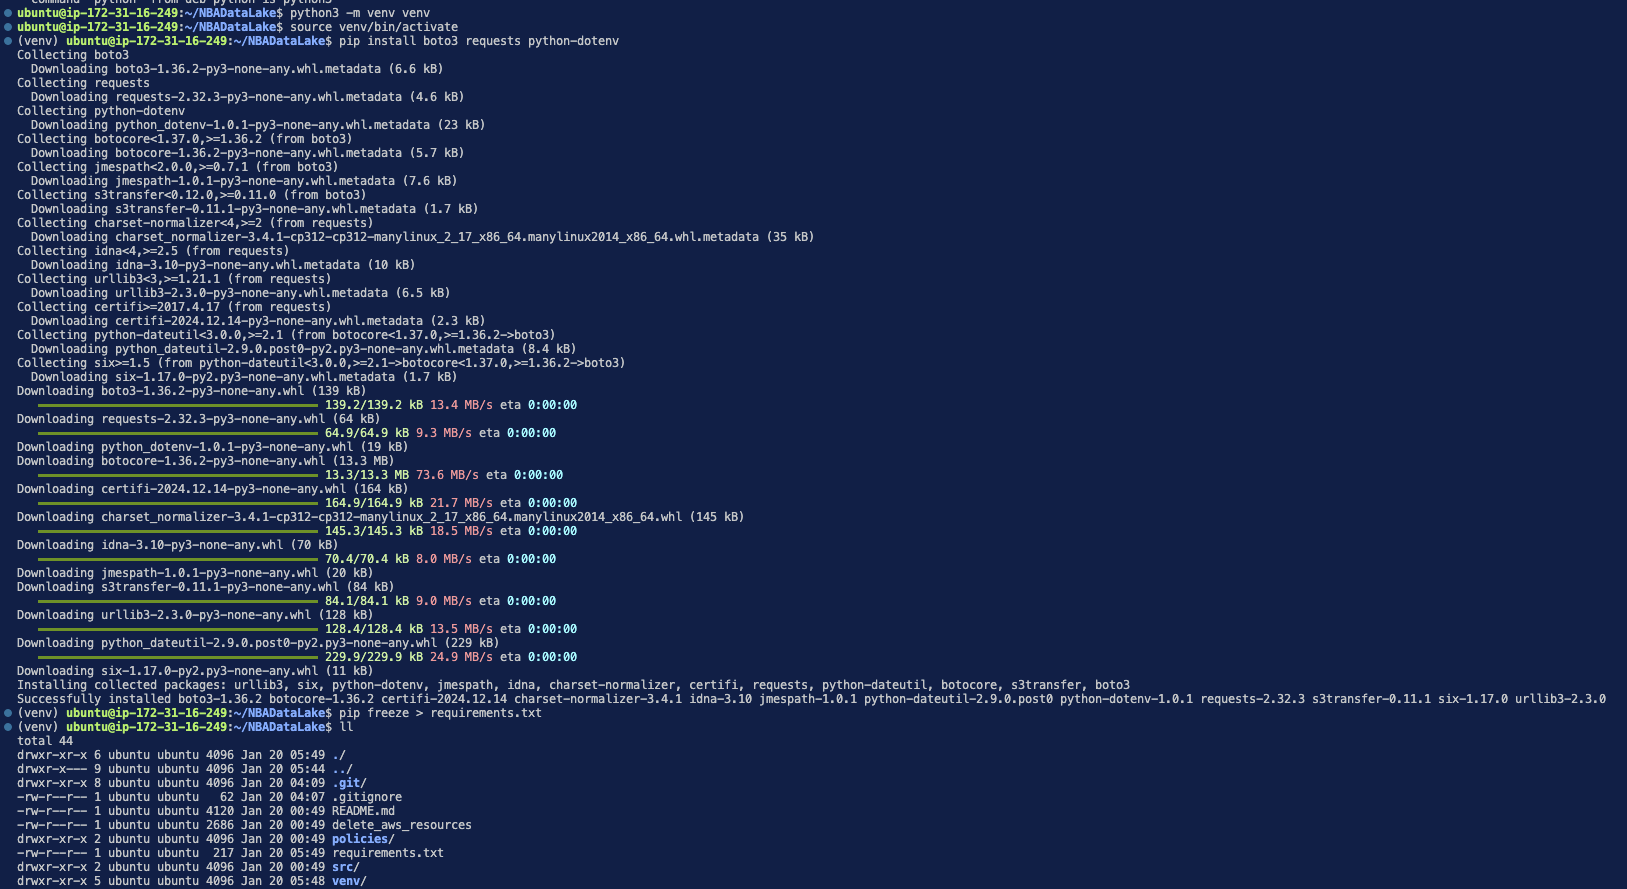 command 'python' from deb python-is-python3
ubuntu@ip-172-31-16-249:~/NBADataLake$ python3 -m venv venv
ubuntu@ip-172-31-16-249:~/NBADataLake$ source venv/bin/activate
(venv) ubuntu@ip-172-31-16-249:~/NBADataLake$ pip install boto3 requests python-dotenv
Collecting boto3
  Downloading boto3-1.36.2-py3-none-any.whl.metadata (6.6 kB)
Collecting requests
  Downloading requests-2.32.3-py3-none-any.whl.metadata (4.6 kB)
Collecting python-dotenv
  Downloading python_dotenv-1.0.1-py3-none-any.whl.metadata (23 kB)
Collecting botocore<1.37.0,>=1.36.2 (from boto3)
  Downloading botocore-1.36.2-py3-none-any.whl.metadata (5.7 kB)
Collecting jmespath<2.0.0,>=0.7.1 (from boto3)
  Downloading jmespath-1.0.1-py3-none-any.whl.metadata (7.6 kB)
Collecting s3transfer<0.12.0,>=0.11.0 (from boto3)
  Downloading s3transfer-0.11.1-py3-none-any.whl.metadata (1.7 kB)
Collecting charset-normalizer<4,>=2 (from requests)
  Downloading charset_normalizer-3.4.1-cp312-cp312-manylinux_2_17_x86_64.manylinux2014_x86_64.whl.metadata (35 kB)
Collecting idna<4,>=2.5 (from requests)
  Downloading idna-3.10-py3-none-any.whl.metadata (10 kB)
Collecting urllib3<3,>=1.21.1 (from requests)
  Downloading urllib3-2.3.0-py3-none-any.whl.metadata (6.5 kB)
Collecting certifi>=2017.4.17 (from requests)
  Downloading certifi-2024.12.14-py3-none-any.whl.metadata (2.3 kB)
Collecting python-dateutil<3.0.0,>=2.1 (from botocore<1.37.0,>=1.36.2->boto3)
  Downloading python_dateutil-2.9.0.post0-py2.py3-none-any.whl.metadata (8.4 kB)
Collecting six>=1.5 (from python-dateutil<3.0.0,>=2.1->botocore<1.37.0,>=1.36.2->boto3)
  Downloading six-1.17.0-py2.py3-none-any.whl.metadata (1.7 kB)
Downloading boto3-1.36.2-py3-none-any.whl (139 kB)
139.2/139.2 kB 13.4 MB/s eta 0:00:00
Downloading requests-2.32.3-py3-none-any.whl (64 kB)
64.9/64.9 kB 9.3 MB/s eta 0:00:00
Downloading python_dotenv-1.0.1-py3-none-any.whl (19 kB)
Downloading botocore-1.36.2-py3-none-any.whl (13.3 MB)
13.3/13.3 MB 73.6 MB/s eta 0:00:00
Downloading certifi-2024.12.14-py3-none-any.whl (164 kB)
164.9/164.9 kB 21.7 MB/s eta 0:00:00
Downloading charset_normalizer-3.4.1-cp312-cp312-manylinux_2_17_x86_64.manylinux2014_x86_64.whl (145 kB)
145.3/145.3 kB 18.5 MB/s eta 0:00:00
Downloading idna-3.10-py3-none-any.whl (70 kB)
70.4/70.4 kB 8.0 MB/s eta 0:00:00
Downloading jmespath-1.0.1-py3-none-any.whl (20 kB)
Downloading s3transfer-0.11.1-py3-none-any.whl (84 kB)
84.1/84.1 kB 9.0 MB/s eta 0:00:00
Downloading urllib3-2.3.0-py3-none-any.whl (128 kB)
128.4/128.4 kB 13.5 MB/s eta 0:00:00
Downloading python_dateutil-2.9.0.post0-py2.py3-none-any.whl (229 kB)
229.9/229.9 kB 24.9 MB/s eta 0:00:00
Downloading six-1.17.0-py2.py3-none-any.whl (11 kB)
Installing collected packages: urllib3, six, python-dotenv, jmespath, idna, charset-normalizer, certifi, requests, python-dateutil, botocore, s3transfer, boto3
Successfully installed boto3-1.36.2 botocore-1.36.2 certifi-2024.12.14 charset-normalizer-3.4.1 idna-3.10 jmespath-1.0.1 python-dateutil-2.9.0.post0 python-dotenv-1.0.1 requests-2.32.3 s3transfer-0.11.1 six-1.17.0 urllib3-2.3.0
(venv) ubuntu@ip-172-31-16-249:~/NBADataLake$ pip freeze > requirements.txt
(venv) ubuntu@ip-172-31-16-249:~/NBADataLake$ ll
total 44
drwxr-xr-x 6 ubuntu ubuntu 4096 Jan 20 05:49 ./
drwxr-x--- 9 ubuntu ubuntu 4096 Jan 20 05:44 ../
drwxr-xr-x 8 ubuntu ubuntu 4096 Jan 20 04:09 .git/
-rw-r--r-- 1 ubuntu ubuntu   62 Jan 20 04:07 .gitignore
-rw-r--r-- 1 ubuntu ubuntu 4120 Jan 20 00:49 README.md
-rw-r--r-- 1 ubuntu ubuntu 2686 Jan 20 00:49 delete_aws_resources
drwxr-xr-x 2 ubuntu ubuntu 4096 Jan 20 00:49 policies/
-rw-r--r-- 1 ubuntu ubuntu  217 Jan 20 05:49 requirements.txt
drwxr-xr-x 2 ubuntu ubuntu 4096 Jan 20 00:49 src/
drwxr-xr-x 5 ubuntu ubuntu 4096 Jan 20 05:48 venv/